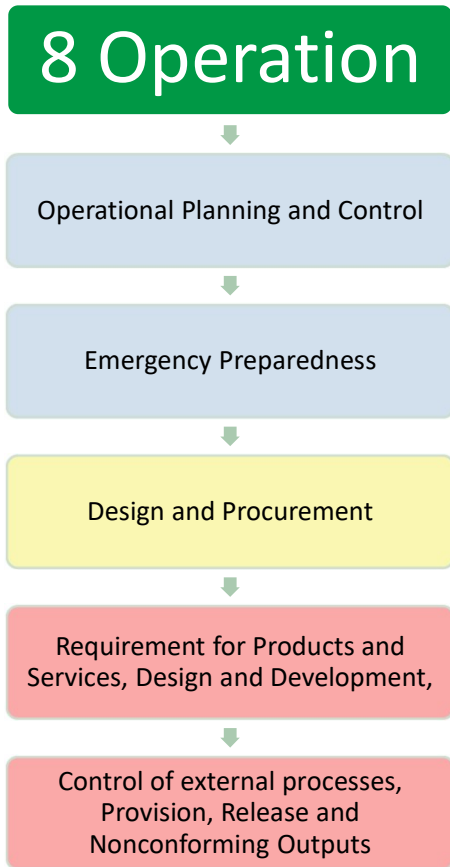 8 Operation
Operational Planning and Control
Emergency Preparedness
Design and Procurement
Requirement for Products and
Services, Design and Development,
Control of external processes,
Provision, Release and
Nonconforming Outputs